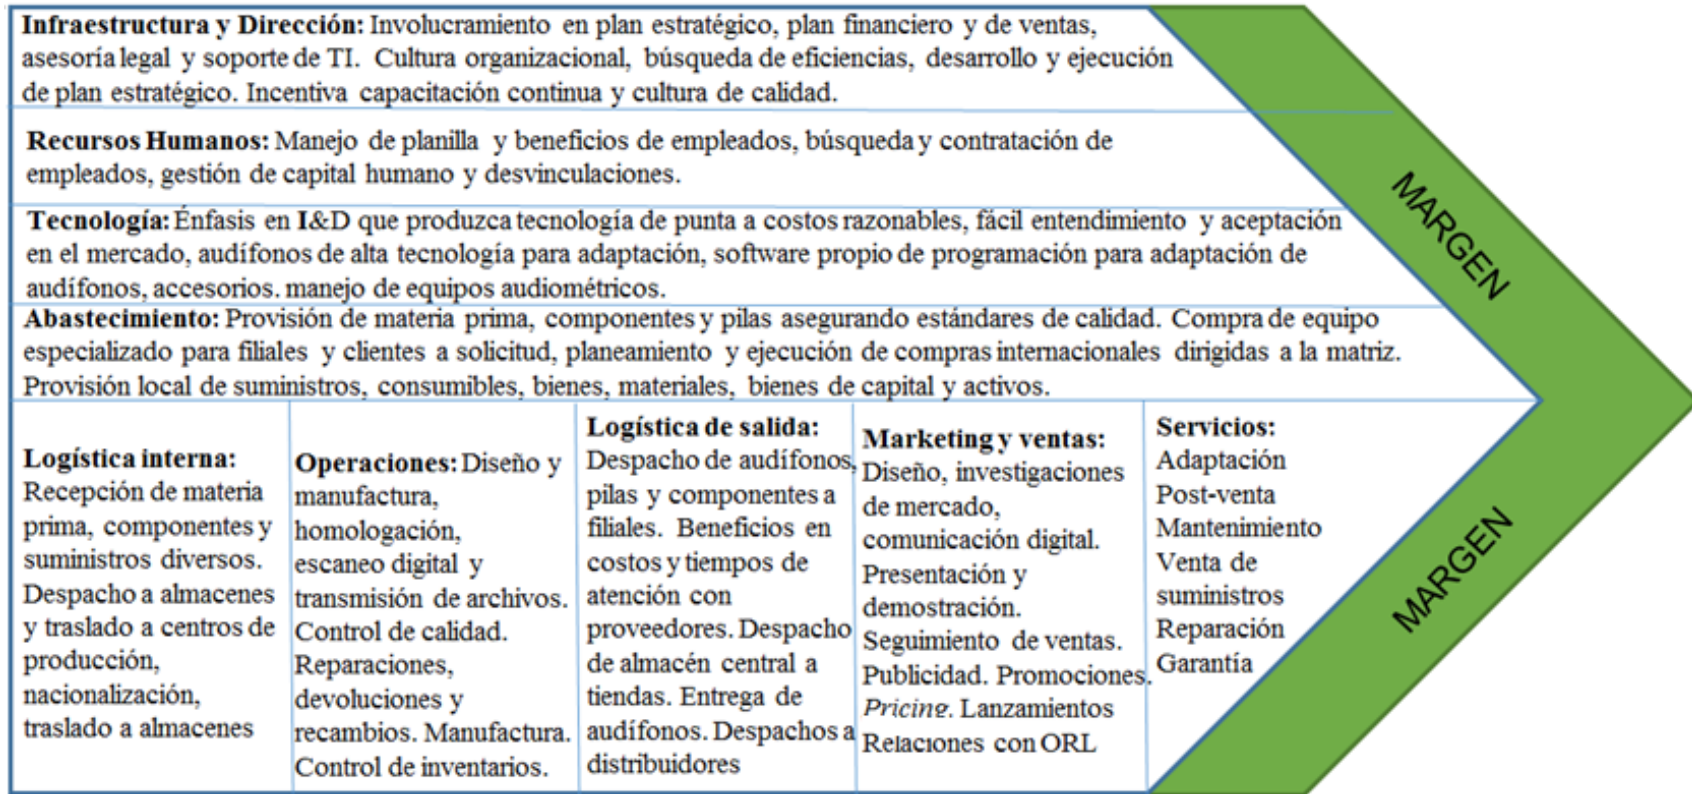 Infraestructura y Dirección: Involucramiento en plan estratégico, plan financiero y de ventas,
asesoría legal y soporte de TI. Cultura organizacional, búsqueda de eficiencias, desarrollo y ejecución
de plan estratégico. Incentiva capacitación continua y cultura de calidad.
Recursos Humanos: Manejo de planilla y beneficios de empleados, búsqueda y contratación de
empleados, gestión de capital humano y desvinculaciones.
Tecnología: Énfasis en I&D que produzca tecnología de punta a costos razonables, fácil entendimiento y aceptación
en el mercado, audífonos de alta tecnología para adaptación, software propio de programación para adaptación de
audífonos, accesorios. manejo de equipos audiométricos.
Abastecimiento: Provisión de materia prima, componentes y pilas asegurando estándares de calidad. Compra de equipo
especializado para filiales y clientes a solicitud, planeamiento y ejecución de compras internacionales dirigidas a la matriz.
Provisión local de suministros, consumibles, bienes, materiales, bienes de capital y activos.
Logística interna:
Recepción de materia
prima, componentes y
suministros diversos.
Despacho a almacenes
y traslado a centros de
producción,
nacionalización,
traslado a almacenes
Operaciones: Diseño y
manufactura,
homologación,
escaneo digital y
transmisión de archivos.
Control de calidad.
Reparaciones,
devoluciones y
recambios. Manufactura.
Control de inventarios.
Logística de salida:
Despacho de audífonos,
pilas y componentes a
filiales. Beneficios en
costos y tiempos de
atención con
proveedores. Despacho
de almacén central a
tiendas. Entrega de
audífonos. Despachos a
distribuidores
Marketing y ventas:
Diseño, investigaciones
de mercado,
comunicación digital.
Presentación y
demostración.
Seguimiento de ventas.
Publicidad. Promociones.
Pricing. Lanzamientos
Relaciones con ORL
Servicios:
Adaptación
Post-venta
Mantenimiento
Venta de
suministros
Reparación
Garantía
MARGEN
MARGEN